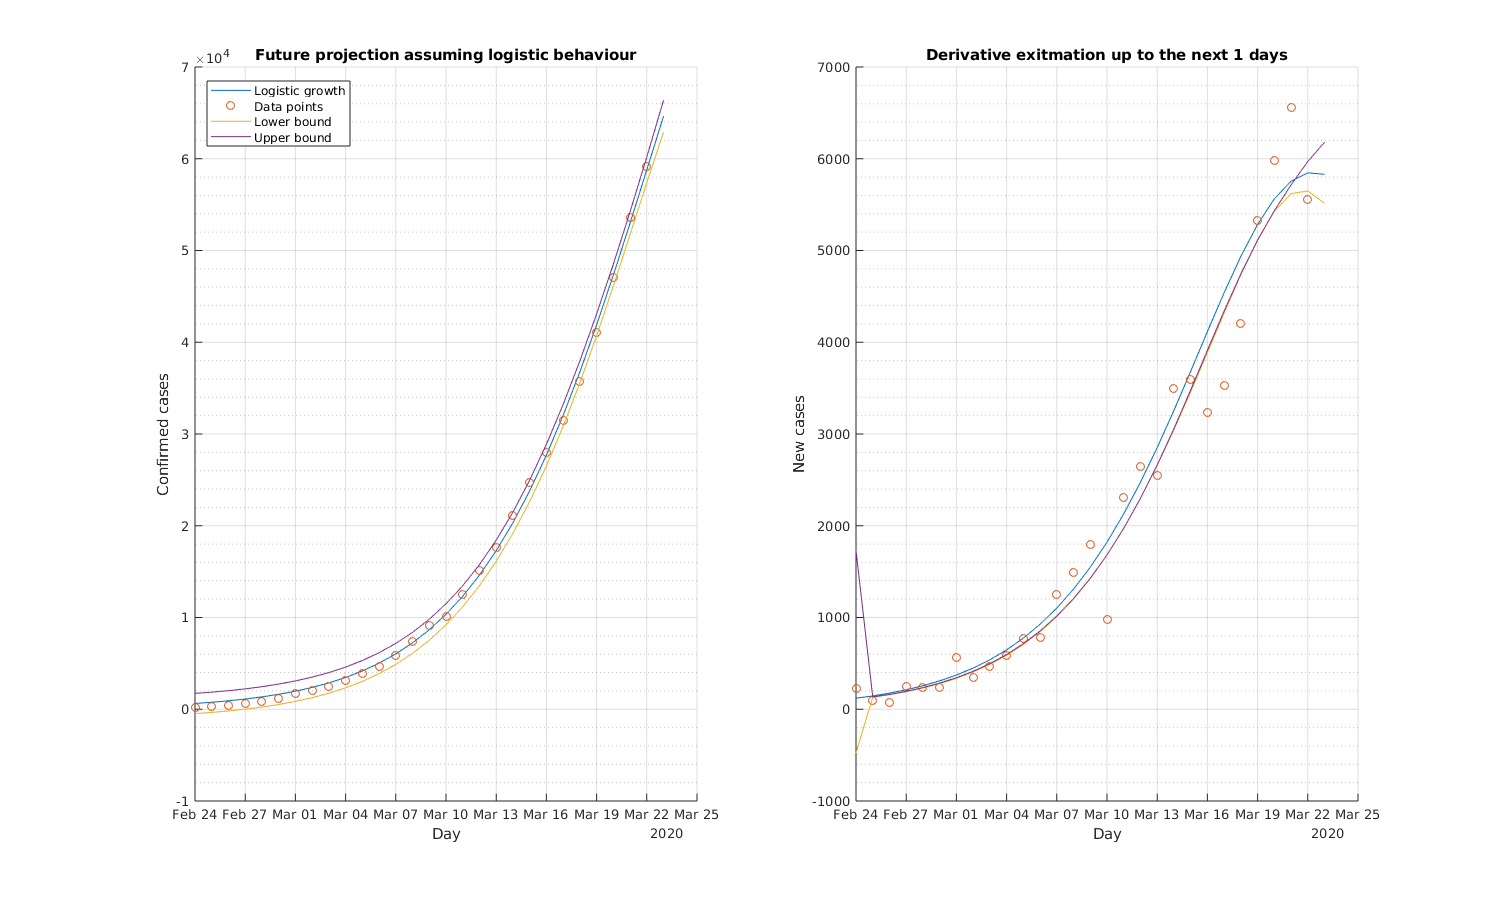 Future projection assuming logistic behaviour
×10⁴
7
6
5
4
3
2
1
0
-1
Confirmed cases
Logistic growth
Data points
Lower bound
Upper bound
Feb 24 Feb 27 Mar 01 Mar 04 Mar 07 Mar 10 Mar 13 Mar 16 Mar 19 Mar 22 Mar 25
Day
2020
Derivative exitmation up to the next 1 days
7000
6000
5000
4000
3000
2000
1000
0
-1000
New cases
Feb 24 Feb 27 Mar 01 Mar 04 Mar 07 Mar 10 Mar 13 Mar 16 Mar 19 Mar 22 Mar 25
Day
2020